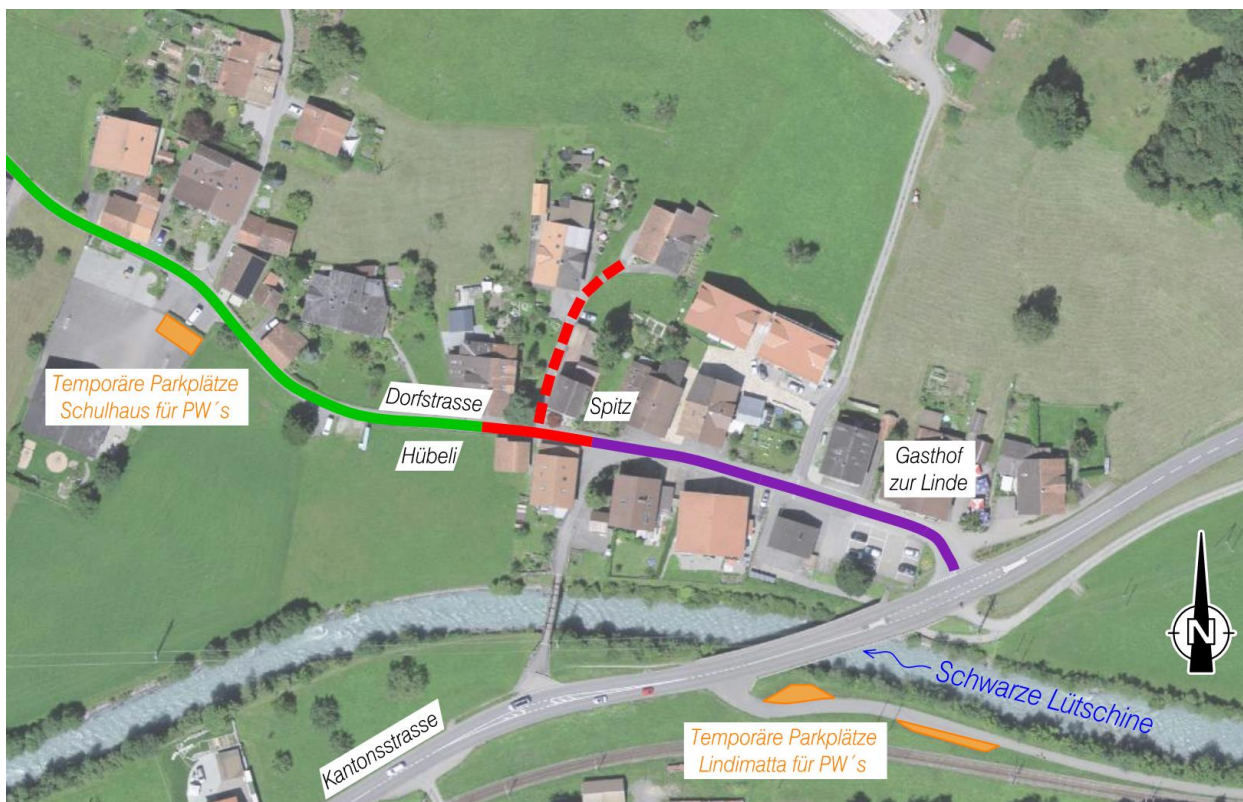 Temporäre Parkplätze
Schulhaus für PW´s
Dorfstrasse
Spitz
Hübeli
Gasthof
zur Linde
N
Schwarze Lütschine
Kantonsstrasse
Temporäre Parkplätze
Lindimatta für PW´s